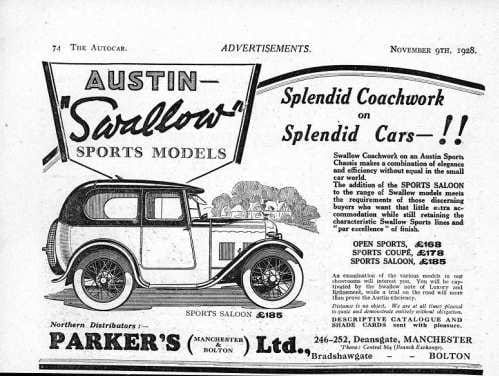 74 THE AUTOCAR. ADVERTISEMENTS. NOVEMBER 9TH, 1928.
AUSTIN—
"Swallow"
SPORTS MODELS
Splendid Coachwork
on
Splendid Cars—!!
Swallow Coachwork on an Austin Sports
Chassis makes a combination of elegance
and efficiency without equal in the small
car world.
The addition of the SPORTS SALOON
to the range of Swallow models meets
the requirements of those discerning
buyers who want that little extra ac-
commodation while still retaining the
characteristic Swallow Sports lines and
"par excellence" of finish.
OPEN SPORTS, £168
SPORTS COUPÉ, £178
SPORTS SALOON, £185
An examination of the various models in our
showrooms will interest you. You will be cap-
tivated by the Swallow note of Luxury and
Refinement, while a trial on the road will more
than prove the Austin efficiency.
Distance is no object. We are at all times pleased
to quote and demonstrate entirely without obligation.
DESCRIPTIVE CATALOGUE AND
SHADE CARDS sent with pleasure.
SPORTS SALOON £185
Northern Distributors :—
PARKER'S (MANCHESTER & BOLTON) Ltd.,
246-252, Deansgate, MANCHESTER
'Phone: Central 964 (Branch Exchange).
Bradshawgate - - BOLTON